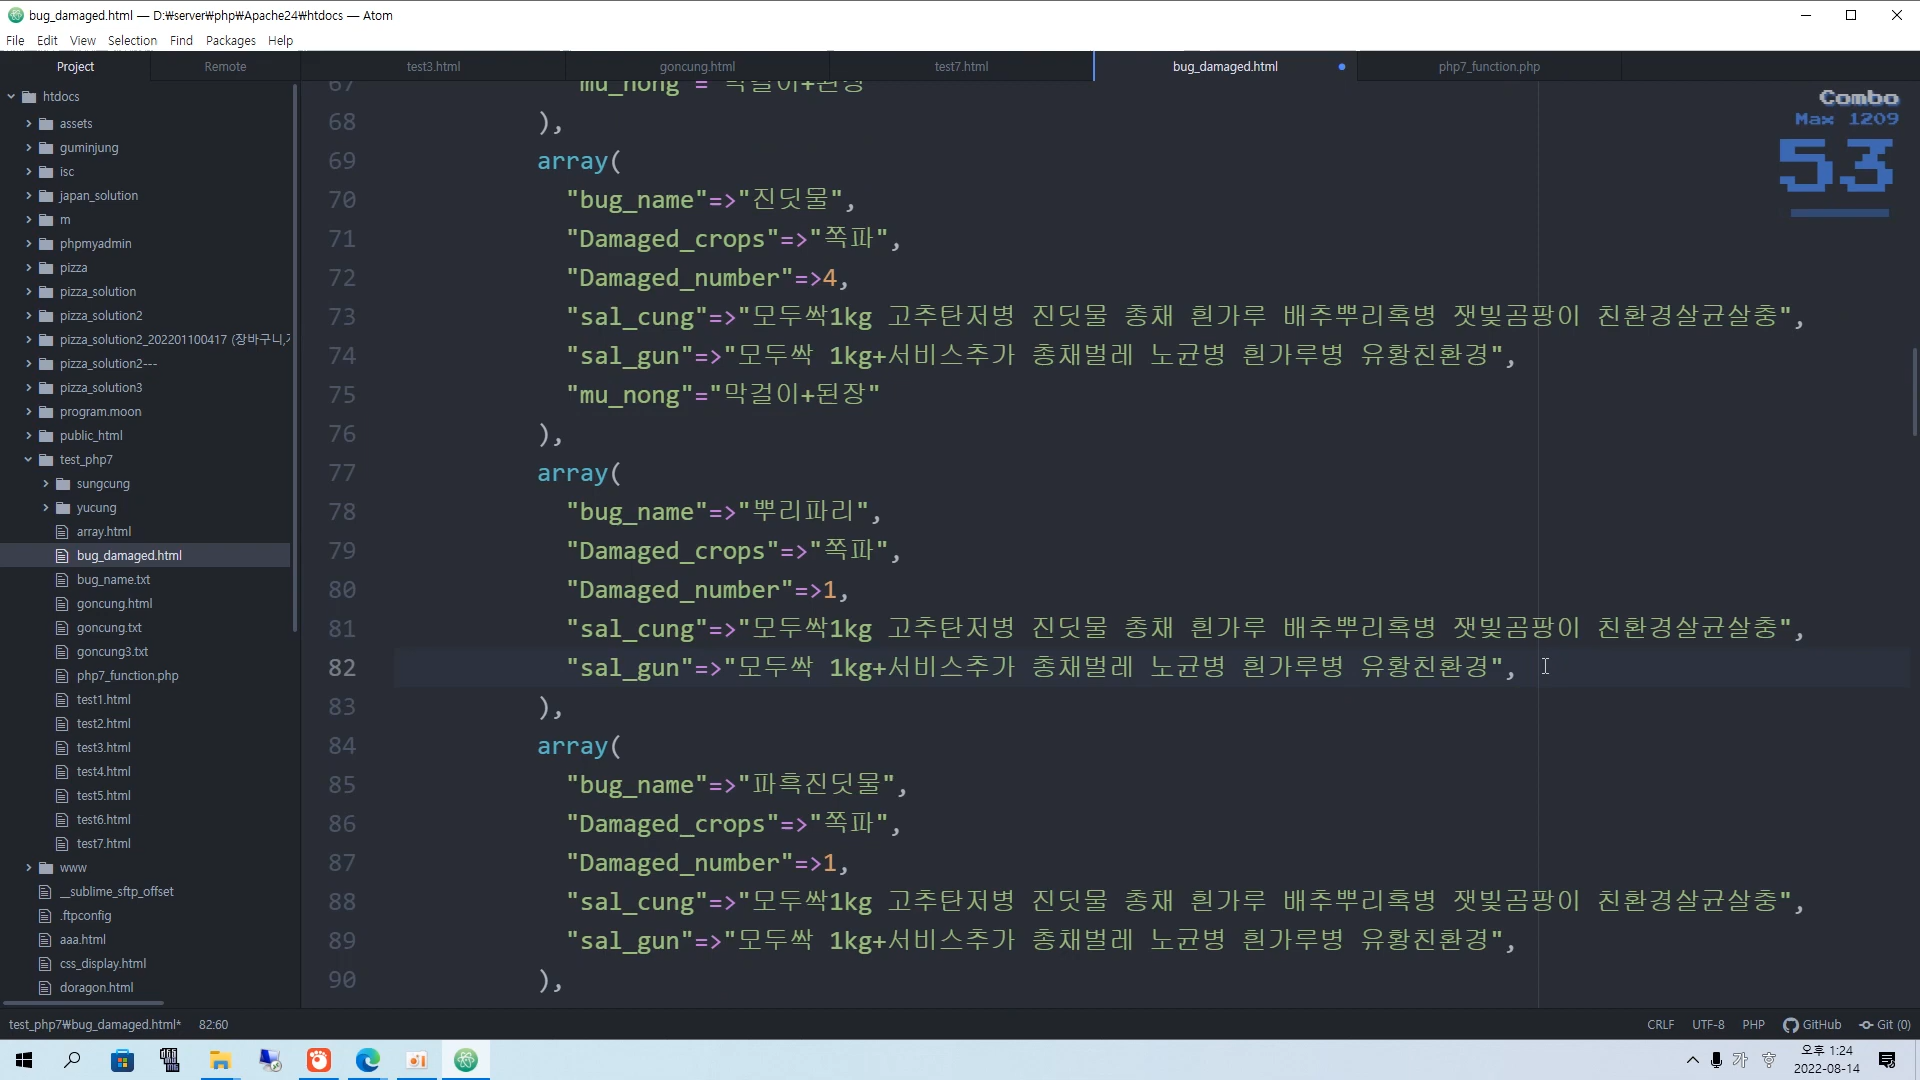 bug_damaged.html — D:₩server₩php₩Apache24₩htdocs — Atom
File Edit View Selection Find Packages Help
Project Remote test3.html goncung.html test7.html bug_damaged.html php7_function.php
htdocs
assets
guminjung
isc
japan_solution
m
phpmyadmin
pizza
pizza_solution
pizza_solution2
pizza_solution2_202201100417 (장바구니,
pizza_solution2---
pizza_solution3
program.moon
public_html
test_php7
sungcung
yucung
array.html
bug_damaged.html
bug_name.txt
goncung.html
goncung.txt
goncung3.txt
php7_function.php
test1.html
test2.html
test3.html
test4.html
test5.html
test6.html
test7.html
www
__sublime_sftp_offset
.ftpconfig
aaa.html
css_display.html
doragon.html
67 "mu_nong"="막걸이+된장"
68 ),
69 array(
70 "bug_name"=>"진딧물",
71 "Damaged_crops"=>"쪽파",
72 "Damaged_number"=>4,
73 "sal_cung"=>"모두싹1kg 고추탄저병 진딧물 총채 흰가루 배추뿌리혹병 잿빛곰팡이 친환경살균살충",
74 "sal_gun"=>"모두싹 1kg+서비스추가 총채벌레 노균병 흰가루병 유황친환경",
75 "mu_nong"="막걸이+된장"
76 ),
77 array(
78 "bug_name"=>"뿌리파리",
79 "Damaged_crops"=>"쪽파",
80 "Damaged_number"=>1,
81 "sal_cung"=>"모두싹1kg 고추탄저병 진딧물 총채 흰가루 배추뿌리혹병 잿빛곰팡이 친환경살균살충",
82 "sal_gun"=>"모두싹 1kg+서비스추가 총채벌레 노균병 흰가루병 유황친환경",
83 ),
84 array(
85 "bug_name"=>"파흑진딧물",
86 "Damaged_crops"=>"쪽파",
87 "Damaged_number"=>1,
88 "sal_cung"=>"모두싹1kg 고추탄저병 진딧물 총채 흰가루 배추뿌리혹병 잿빛곰팡이 친환경살균살충",
89 "sal_gun"=>"모두싹 1kg+서비스추가 총채벌레 노균병 흰가루병 유황친환경",
90 ),
Combo
Max 1209
53
test_php7₩bug_damaged.html* 82:60 CRLF UTF-8 PHP GitHub Git (0)
가 오후 1:24
2022-08-14